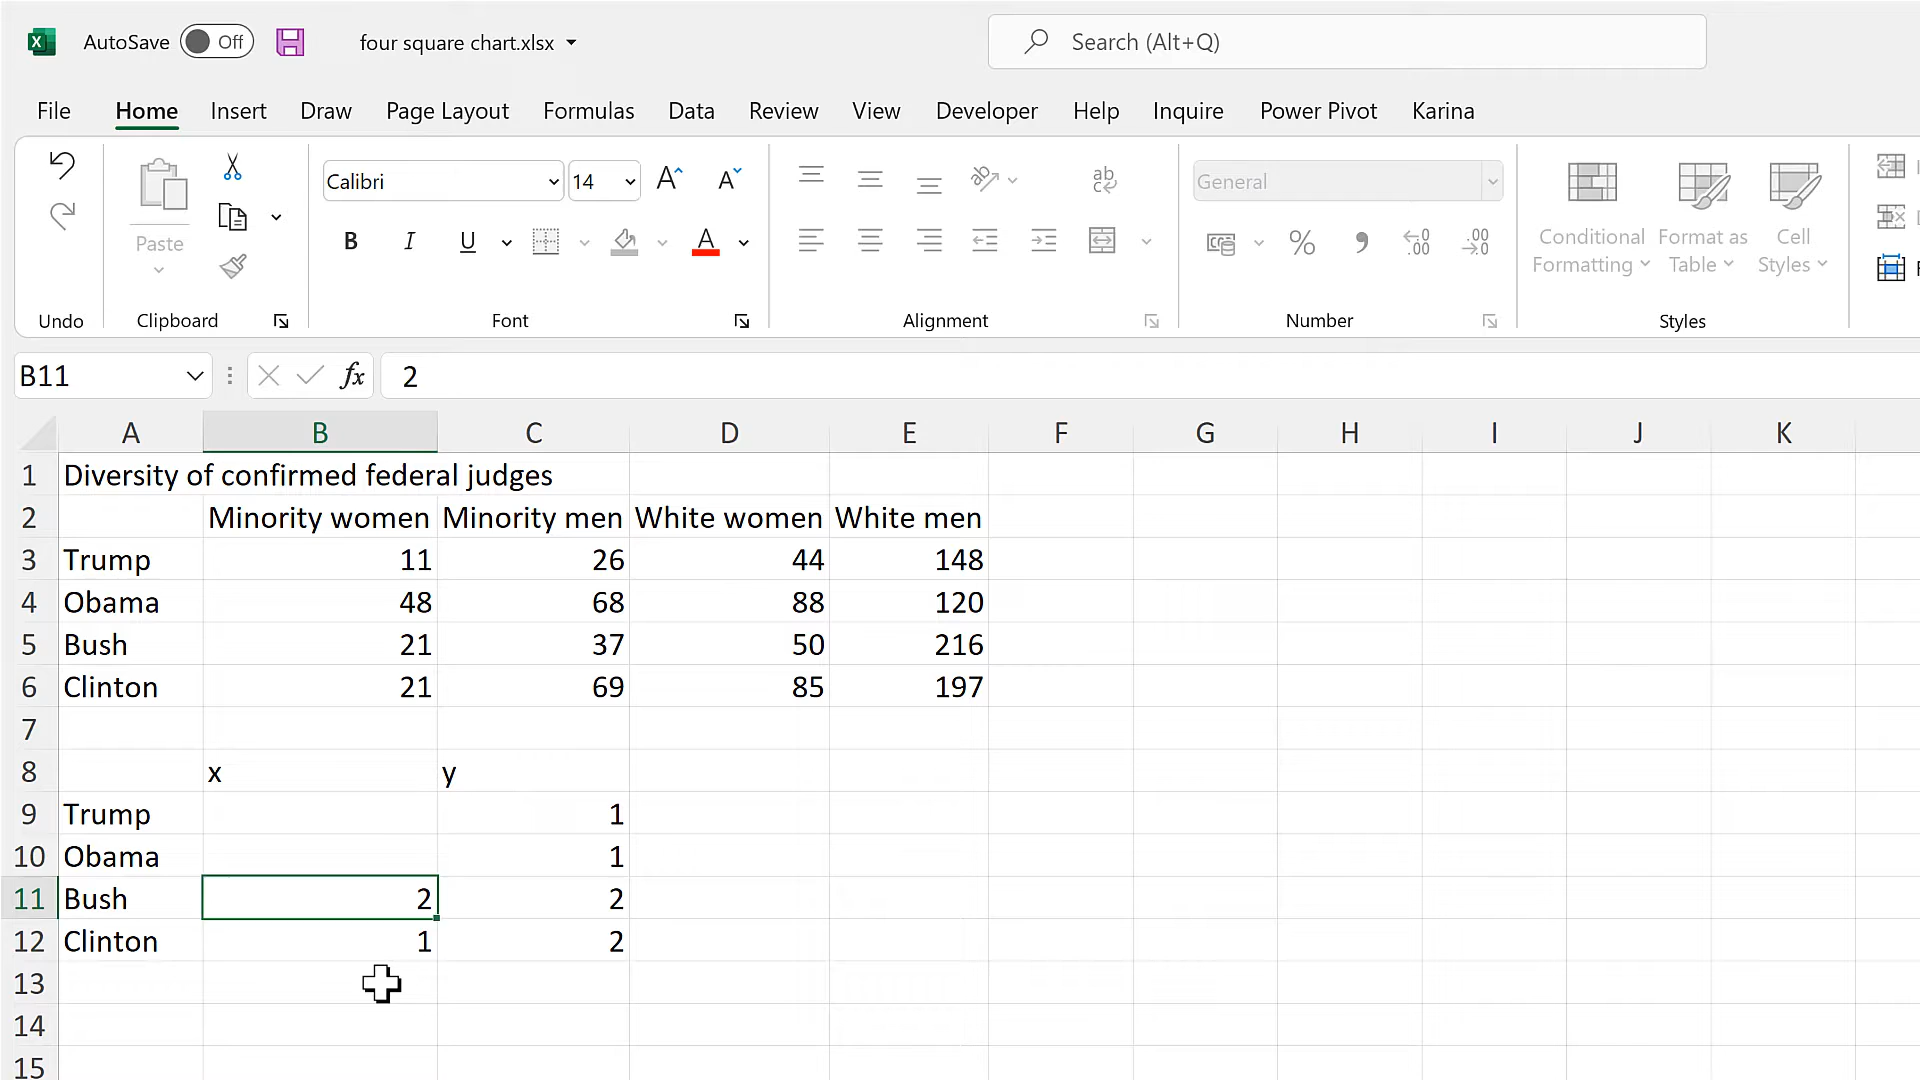 AutoSave Off four square chart.xlsx Search (Alt+Q)
File Home Insert Draw Page Layout Formulas Data Review View Developer Help Inquire Power Pivot Karina
Calibri 14 General
Paste B I U A Conditional Formatting Format as Table Cell Styles
Undo Clipboard Font Alignment Number Styles
B11 fx 2
A B C D E F G H I J K
1 Diversity of confirmed federal judges
2 Minority women Minority men White women White men
3 Trump 11 26 44 148
4 Obama 48 68 88 120
5 Bush 21 37 50 216
6 Clinton 21 69 85 197
7
8 x y
9 Trump 1
10 Obama 1
11 Bush 2 2
12 Clinton 1 2
13
14
15